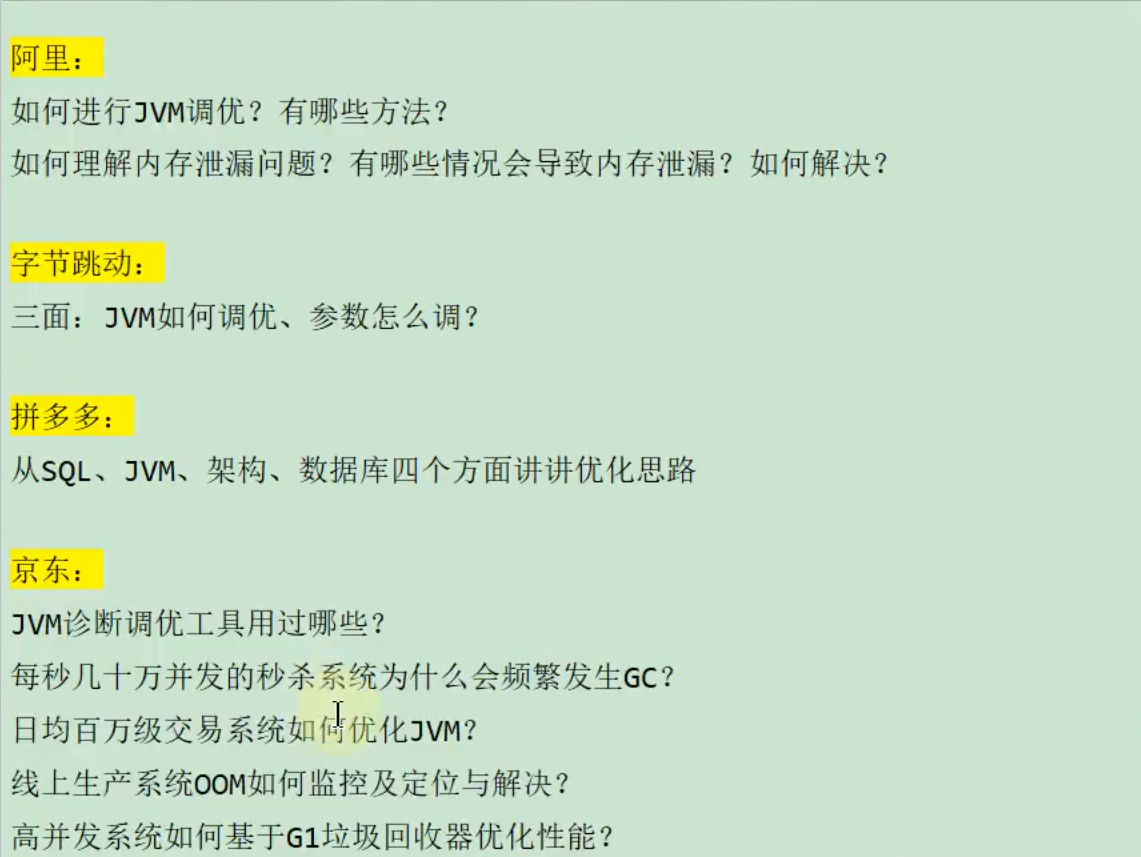 阿里：
如何进行JVM调优？有哪些方法？
如何理解内存泄漏问题？有哪些情况会导致内存泄漏？如何解决？
字节跳动：
三面：JVM如何调优、参数怎么调？
拼多多：
从SQL、JVM、架构、数据库四个方面讲讲优化思路
京东：
JVM诊断调优工具用过哪些？
每秒几十万并发的秒杀系统为什么会频繁发生GC？
日均百万级交易系统如何优化JVM？
线上生产系统OOM如何监控及定位与解决？
高并发系统如何基于G1垃圾回收器优化性能？